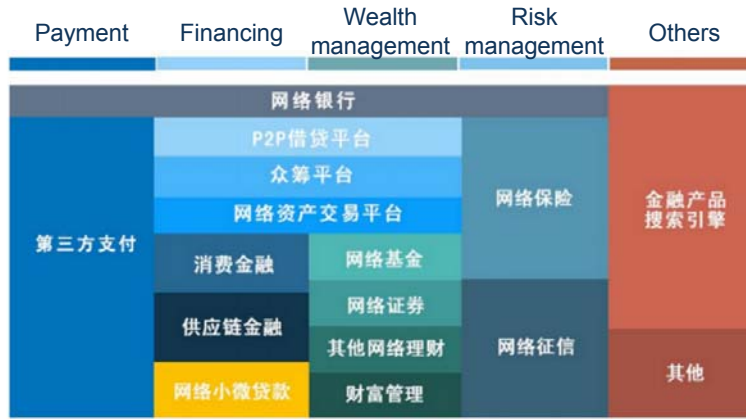 Payment
Financing
Wealth
management
Risk
management
Others
网络银行
第三方支付
P2P借贷平台
众筹平台
网络资产交易平台
消费金融
供应链金融
网络小微贷款
网络基金
网络证券
其他网络理财
财富管理
网络保险
网络征信
金融产品
搜索引擎
其他